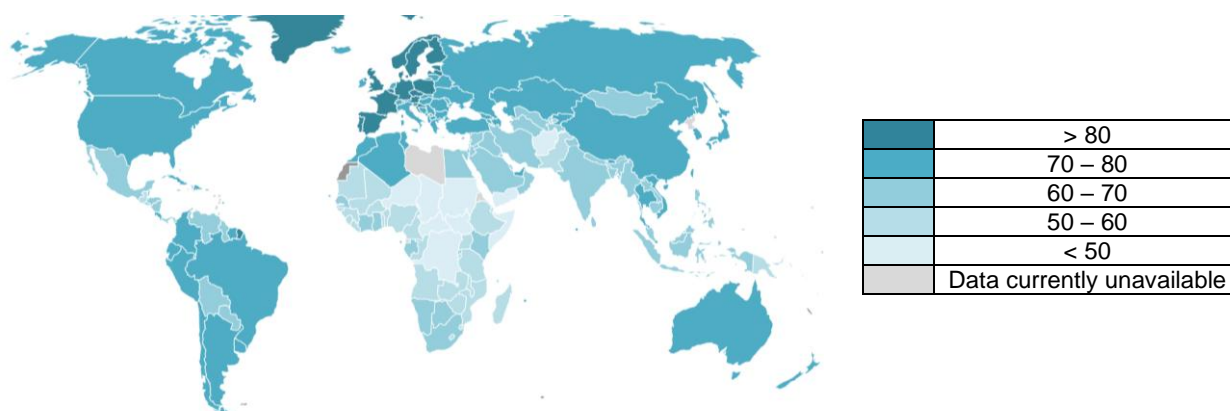 > 80
70 – 80
60 – 70
50 – 60
< 50
Data currently unavailable